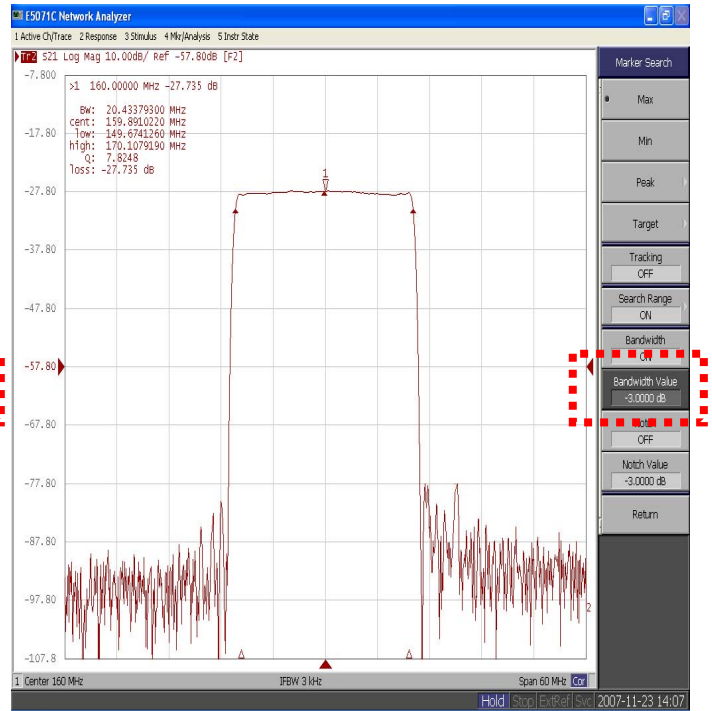 E5071C Network Analyzer
1 Active Ch/Trace 2 Response 3 Stimulus 4 Mkr/Analysis 5 Instr State
Tr2 S21 Log Mag 10.00dB/ Ref -57.80dB [F2]
-7.800
>1 160.00000 MHz -27.735 dB
BW: 20.43379300 MHz
cent: 159.8910220 MHz
low: 149.6741260 MHz
high: 170.1079190 MHz
Q: 7.8248
loss: -27.735 dB
-17.80
1
-27.80
-37.80
-47.80
-57.80
-67.80
-77.80
-87.80
-97.80
2
-107.8
1 Center 160 MHz IFBW 3 kHz Span 60 MHz Cor
Marker Search
Max
Min
Peak
Target
Tracking
OFF
Search Range
ON
Bandwidth
ON
Bandwidth Value
-3.0000 dB
Notch
OFF
Notch Value
-3.0000 dB
Return
Hold Stop ExtRef Svc 2007-11-23 14:07